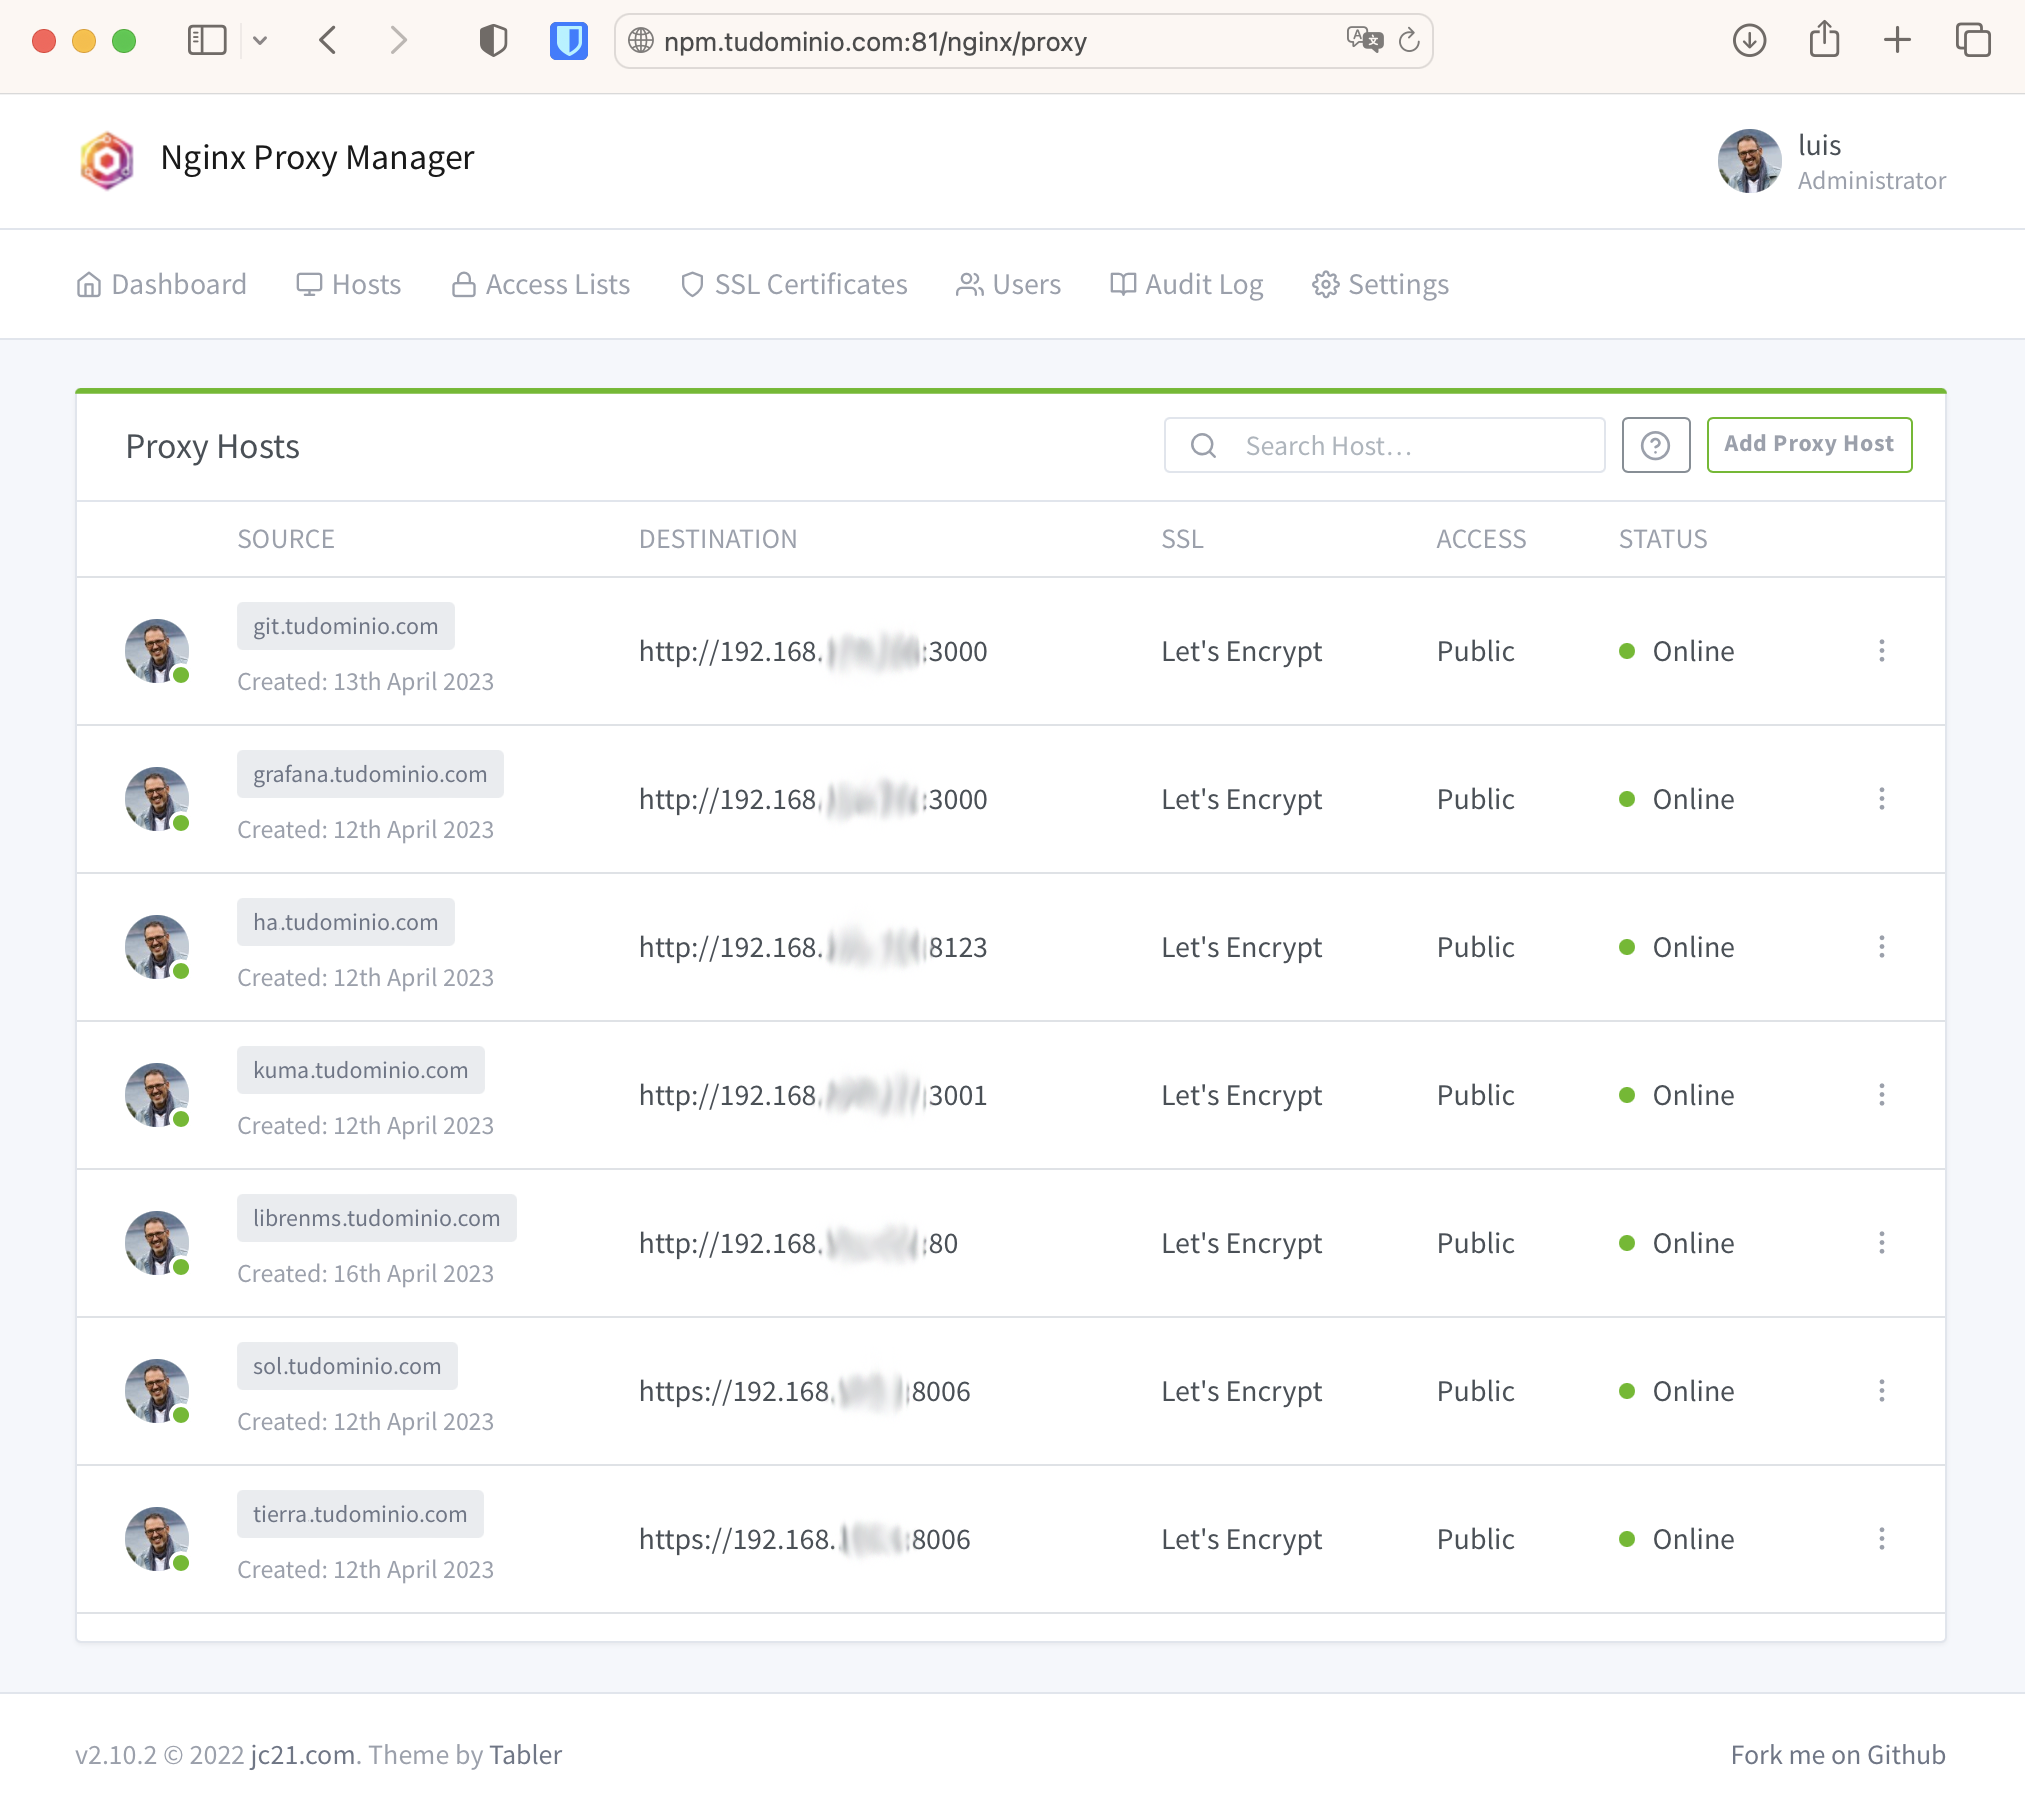 npm.tudominio.com:81/nginx/proxy
Nginx Proxy Manager
luis
Administrator
Dashboard Hosts Access Lists SSL Certificates Users Audit Log Settings
Proxy Hosts Search Host… Add Proxy Host
SOURCE DESTINATION SSL ACCESS STATUS
git.tudominio.com
http://192.168. :3000 Let's Encrypt Public Online
Created: 13th April 2023
grafana.tudominio.com
http://192.168. :3000 Let's Encrypt Public Online
Created: 12th April 2023
ha.tudominio.com
http://192.168. :8123 Let's Encrypt Public Online
Created: 12th April 2023
kuma.tudominio.com
http://192.168. :3001 Let's Encrypt Public Online
Created: 12th April 2023
librenms.tudominio.com
http://192.168. :80 Let's Encrypt Public Online
Created: 16th April 2023
sol.tudominio.com
https://192.168. :8006 Let's Encrypt Public Online
Created: 12th April 2023
tierra.tudominio.com
https://192.168. :8006 Let's Encrypt Public Online
Created: 12th April 2023
v2.10.2 © 2022 jc21.com. Theme by Tabler Fork me on Github